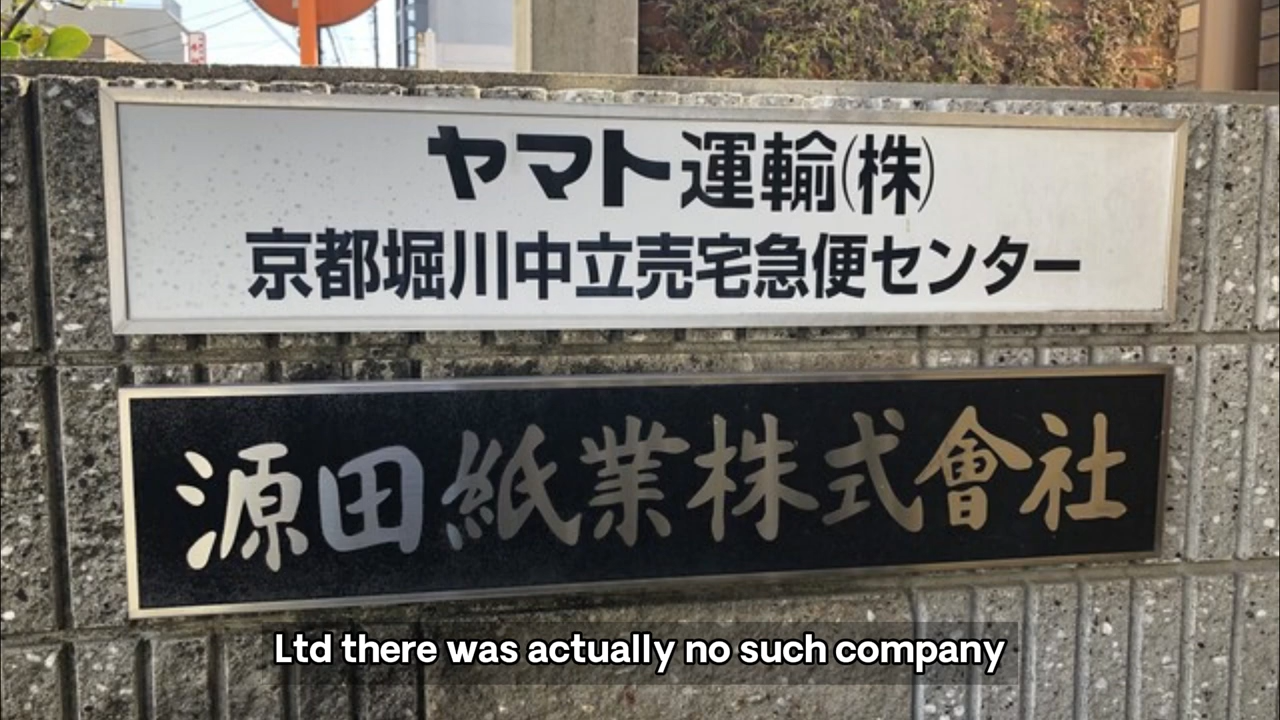 ヤマト運輸(株)
京都堀川中立売宅急便センター
源田紙業株式會社
Ltd there was actually no such company